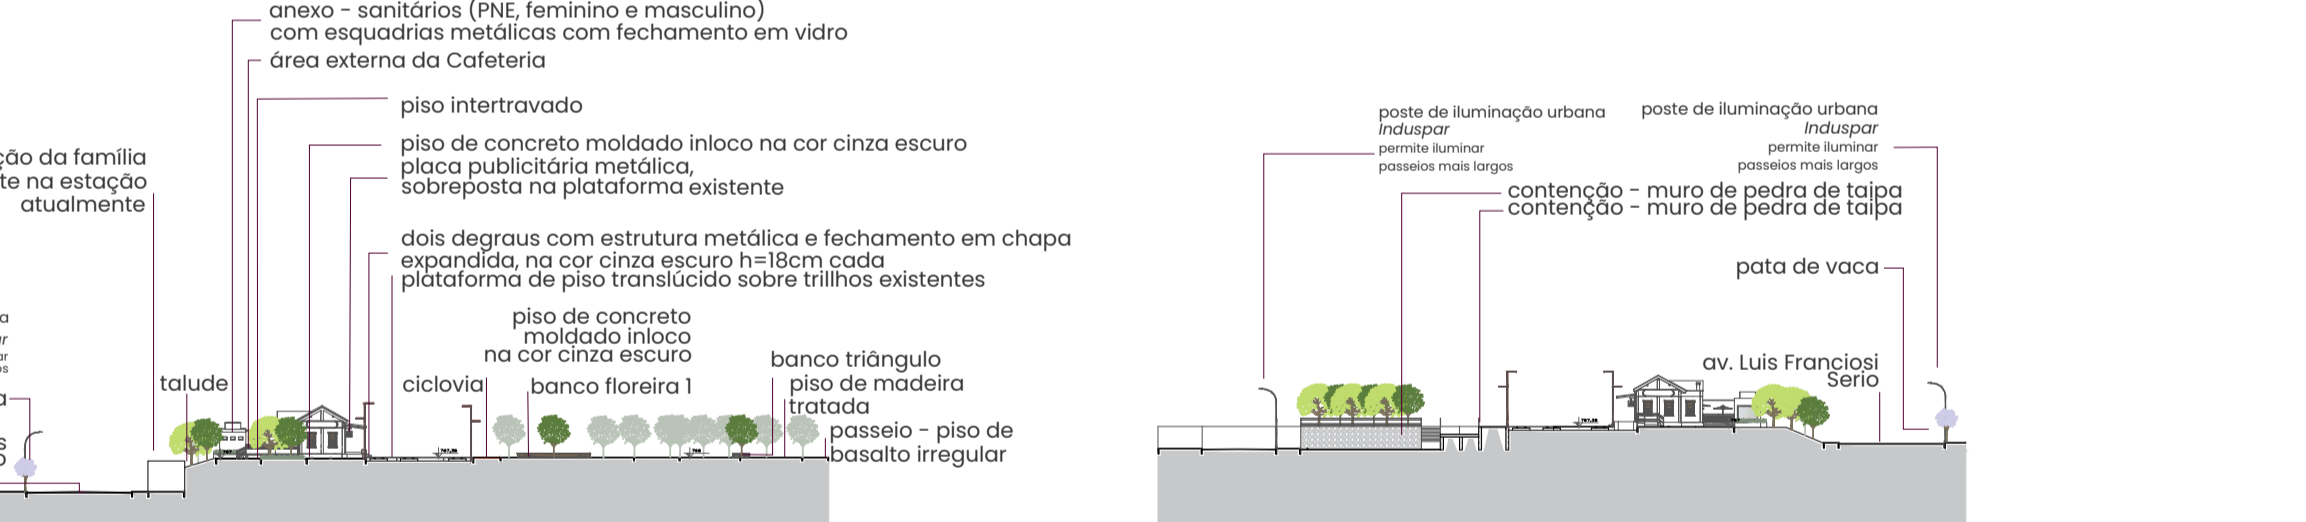 anexo - sanitários (PNE, feminino e masculino)
com esquadrias metálicas com fechamento em vidro
área externa da Cafeteria
piso intertravado
piso de concreto moldado inloco na cor cinza escuro
placa publicitária metálica,
sobreposta na plataforma existente
ção da família
te na estação
atualmente
dois degraus com estrutura metálica e fechamento em chapa
expandida, na cor cinza escuro h=18cm cada
plataforma de piso translúcido sobre trillhos existentes
piso de concreto
moldado inloco
na cor cinza escuro
talude
ciclovia
banco floreira 1
banco triângulo
piso de madeira
tratada
passeio - piso de
basalto irregular
poste de iluminação urbana
Induspar
permite iluminar
passeios mais largos
poste de iluminação urbana
Induspar
permite iluminar
passeios mais largos
contenção - muro de pedra de taipa
contenção - muro de pedra de taipa
pata de vaca
av. Luis Franciosi
Serio